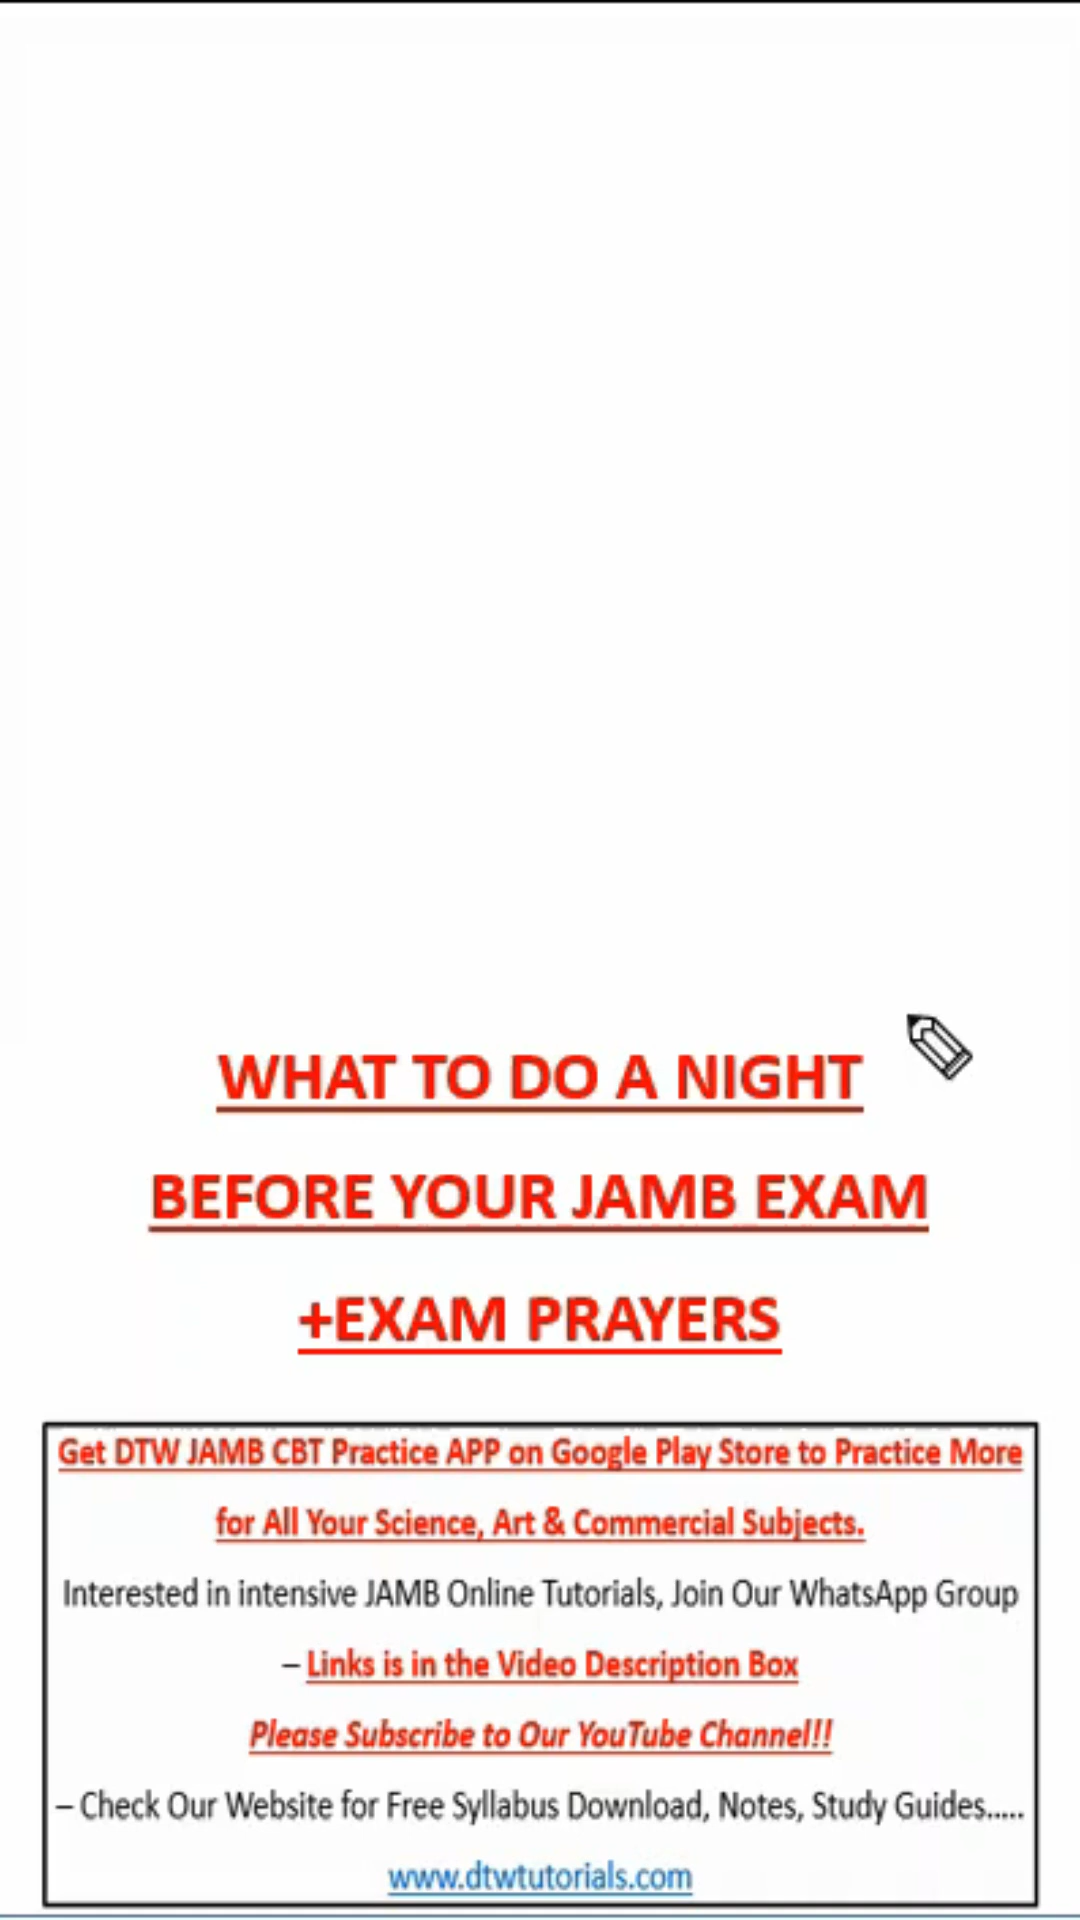 WHAT TO DO A NIGHT
BEFORE YOUR JAMB EXAM
+EXAM PRAYERS
Get DTW JAMB CBT Practice APP on Google Play Store to Practice More
for All Your Science, Art & Commercial Subjects.
Interested in intensive JAMB Online Tutorials, Join Our WhatsApp Group
– Links is in the Video Description Box
Please Subscribe to Our YouTube Channel!!
– Check Our Website for Free Syllabus Download, Notes, Study Guides.....
www.dtwtutorials.com